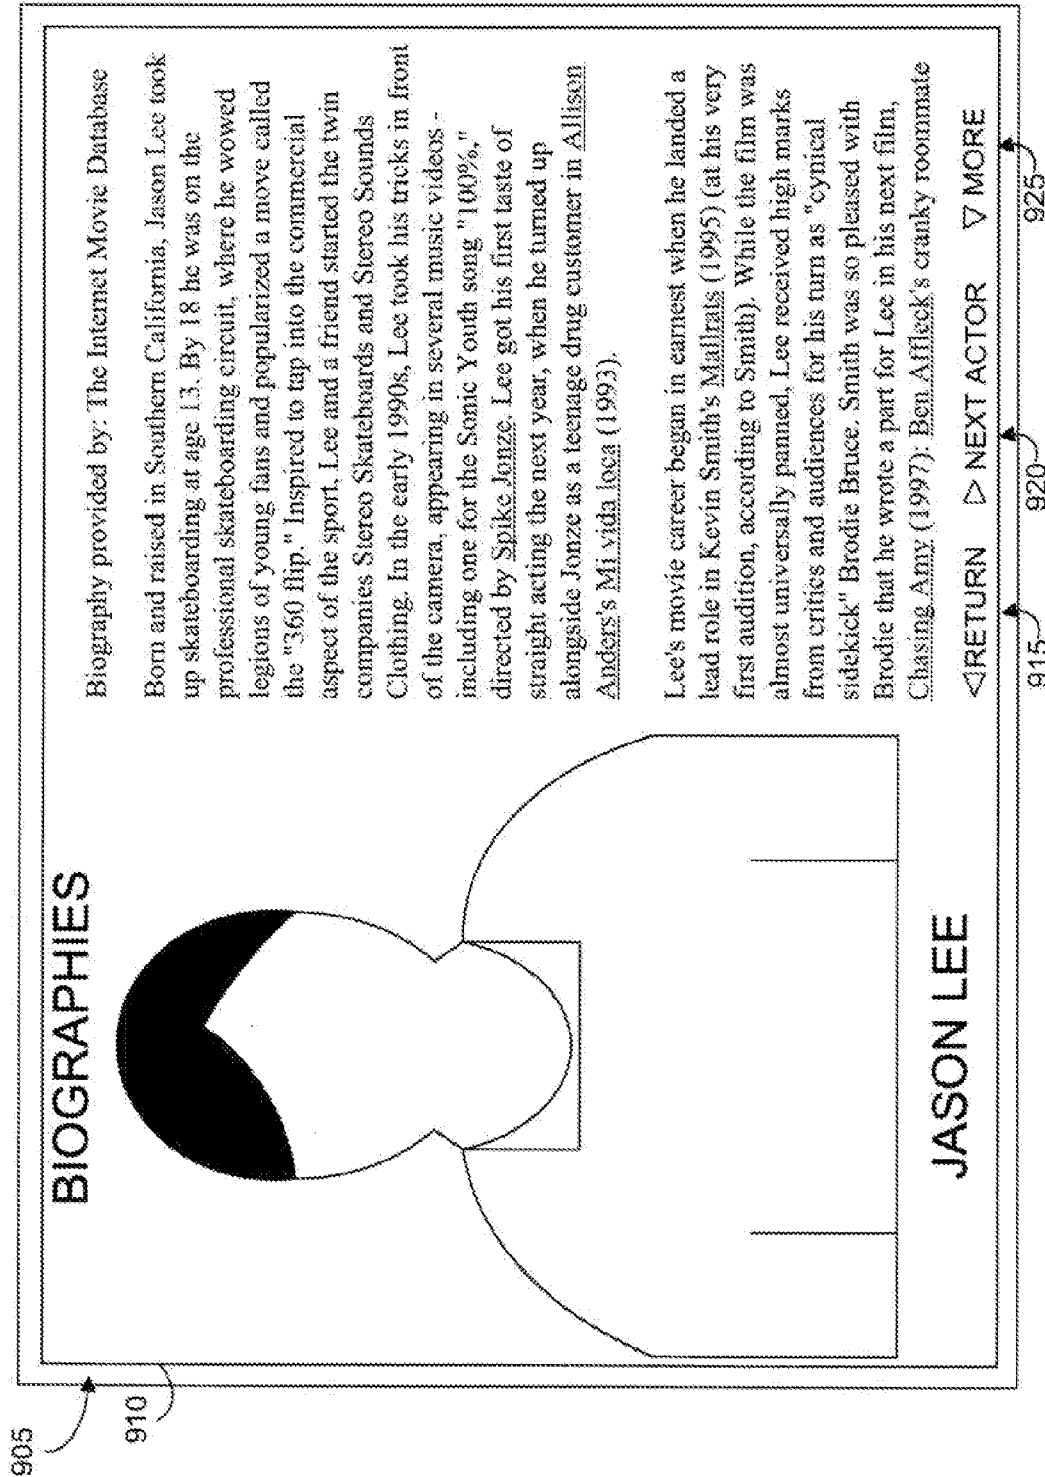 BIOGRAPHIES
JASON LEE
Biography provided by: The Internet Movie Database
Born and raised in Southern California, Jason Lee took
up skateboarding at age 13. By 18 he was on the
professional skateboarding circuit, where he wowed
legions of young fans and popularized a move called
the "360 flip." Inspired to tap into the commercial
aspect of the sport, Lee and a friend started the twin
companies Stereo Skateboards and Stereo Sounds
Clothing. In the early 1990s, Lee took his tricks in front
of the camera, appearing in several music videos -
including one for the Sonic Youth song "100%,"
directed by Spike Jonze. Lee got his first taste of
straight acting the next year, when he turned up
alongside Jonze as a teenage drug customer in Allison
Anders's Mi vida loca (1993).
Lee's movie career began in earnest when he landed a
lead role in Kevin Smith's Mallrats (1995) (at his very
first audition, according to Smith). While the film was
almost universally panned, Lee received high marks
from critics and audiences for his turn as "cynical
sidekick" Brodie Bruce. Smith was so pleased with
Brodie that he wrote a part for Lee in his next film,
Chasing Amy (1997); Ben Affleck's cranky roommate
◁RETURN ▷ NEXT ACTOR ▽ MORE
905
910
915
920
925